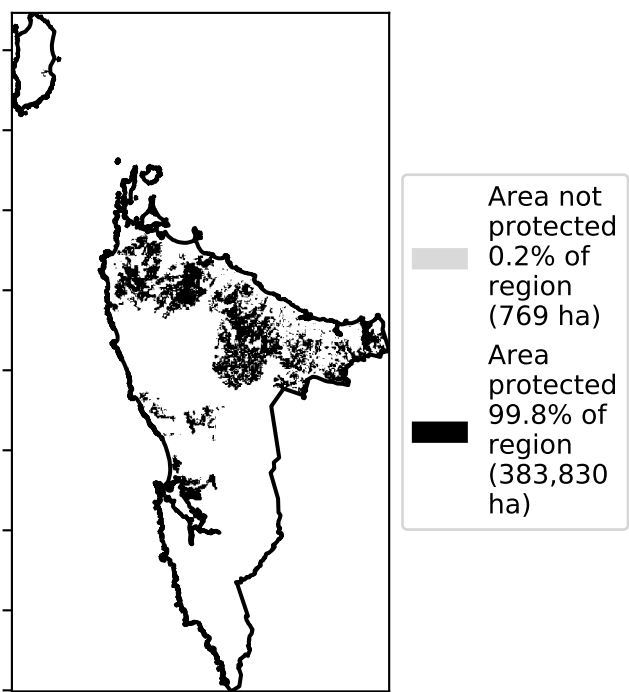 Area not
protected
0.2% of
region
(769 ha)
Area
protected
99.8% of
region
(383,830
ha)